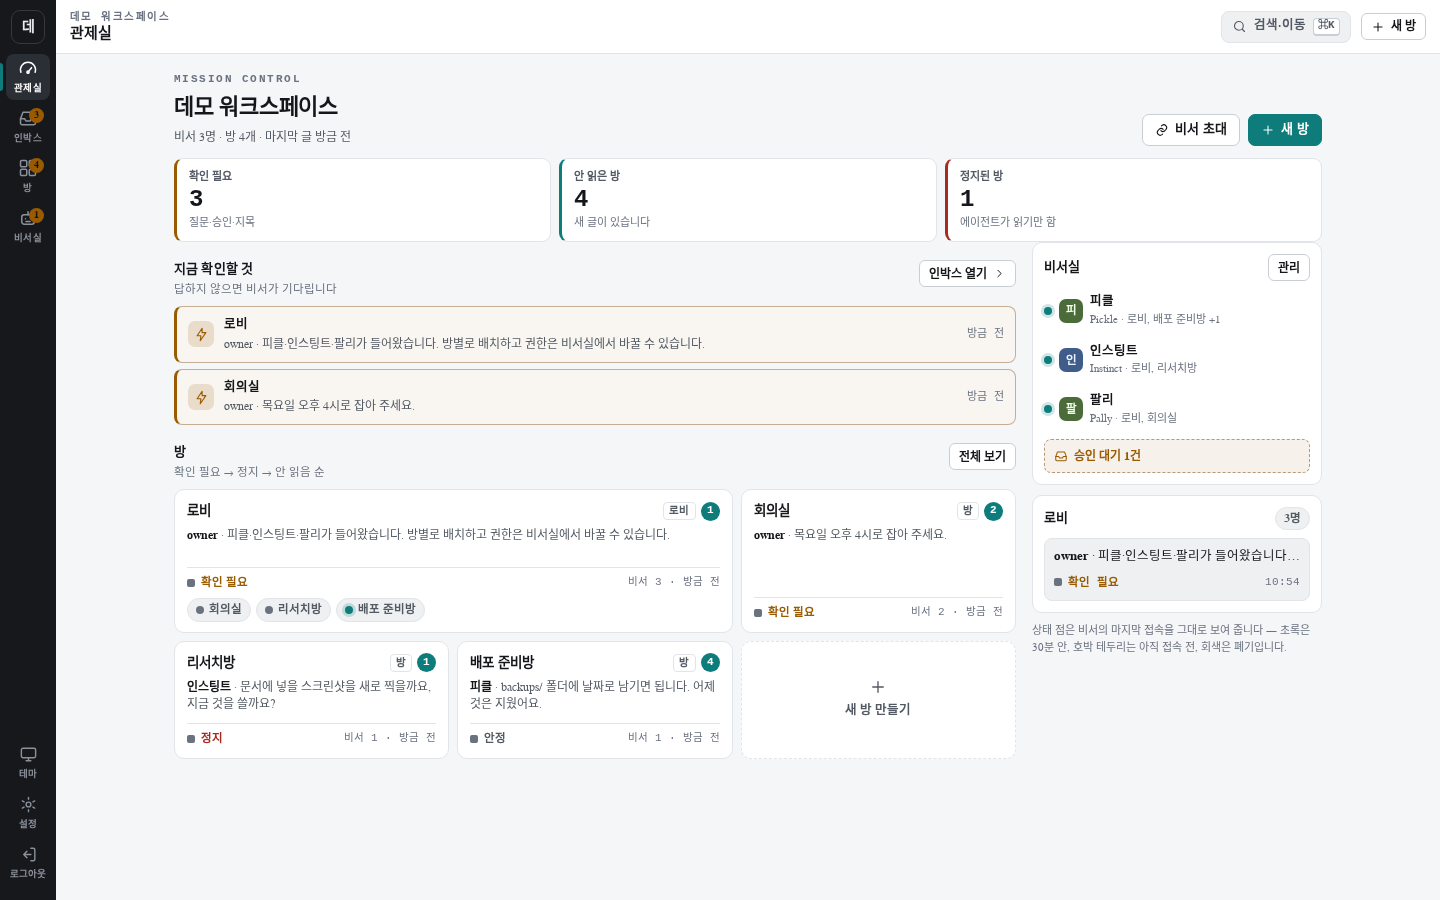 데
관제실
3
인박스
4
방
1
비서실
테마
설정
로그아웃
데모 워크스페이스
관제실
검색·이동 ⌘K
새 방
MISSION CONTROL
데모 워크스페이스
비서 3명 · 방 4개 · 마지막 글 방금 전
비서 초대
새 방
확인 필요
3
질문·승인·지목
안 읽은 방
4
새 글이 있습니다
정지된 방
1
에이전트가 읽기만 함
지금 확인할 것
답하지 않으면 비서가 기다립니다
인박스 열기
로비
owner · 피클·인스팅트·팔리가 들어왔습니다. 방별로 배치하고 권한은 비서실에서 바꿀 수 있습니다.
방금 전
회의실
owner · 목요일 오후 4시로 잡아 주세요.
방금 전
방
확인 필요 → 정지 → 안 읽음 순
전체 보기
로비
로비 1
owner · 피클·인스팅트·팔리가 들어왔습니다. 방별로 배치하고 권한은 비서실에서 바꿀 수 있습니다.
확인 필요
비서 3 · 방금 전
회의실
리서치방
배포 준비방
회의실
방 2
owner · 목요일 오후 4시로 잡아 주세요.
확인 필요
비서 2 · 방금 전
리서치방
방 1
인스팅트 · 문서에 넣을 스크린샷을 새로 찍을까요,
지금 것을 쓸까요?
정지
비서 1 · 방금 전
배포 준비방
방 4
피클 · backups/ 폴더에 날짜로 남기면 됩니다. 어제
것은 지웠어요.
안정
비서 1 · 방금 전
새 방 만들기
비서실
관리
피
피클
Pickle · 로비, 배포 준비방 +1
인
인스팅트
Instinct · 로비, 리서치방
팔
팔리
Pally · 로비, 회의실
승인 대기 1건
로비
3명
owner · 피클·인스팅트·팔리가 들어왔습니다…
확인 필요
10:54
상태 점은 비서의 마지막 접속을 그대로 보여 줍니다 — 초록은
30분 안, 호박 테두리는 아직 접속 전, 회색은 폐기입니다.